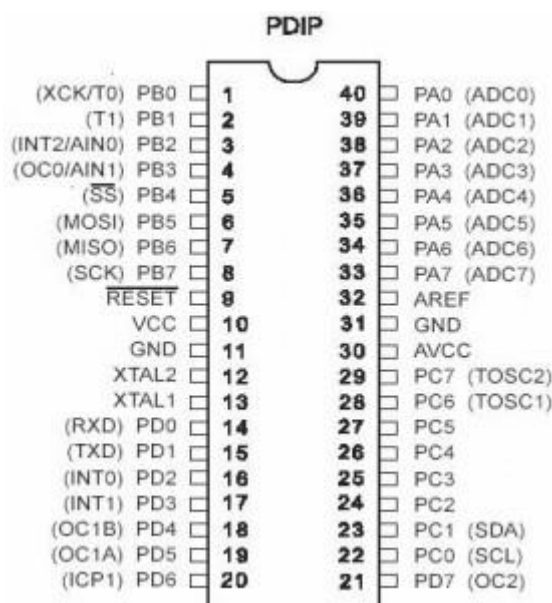 PDIP
(XCK/T0) PB0 1 40 PA0 (ADC0)
(T1) PB1 2 39 PA1 (ADC1)
(INT2/AIN0) PB2 3 38 PA2 (ADC2)
(OC0/AIN1) PB3 4 37 PA3 (ADC3)
(SS) PB4 5 36 PA4 (ADC4)
(MOSI) PB5 6 35 PA5 (ADC5)
(MISO) PB6 7 34 PA6 (ADC6)
(SCK) PB7 8 33 PA7 (ADC7)
RESET 9 32 AREF
VCC 10 31 GND
GND 11 30 AVCC
XTAL2 12 29 PC7 (TOSC2)
XTAL1 13 28 PC6 (TOSC1)
(RXD) PD0 14 27 PC5
(TXD) PD1 15 26 PC4
(INT0) PD2 16 25 PC3
(INT1) PD3 17 24 PC2
(OC1B) PD4 18 23 PC1 (SDA)
(OC1A) PD5 19 22 PC0 (SCL)
(ICP1) PD6 20 21 PD7 (OC2)